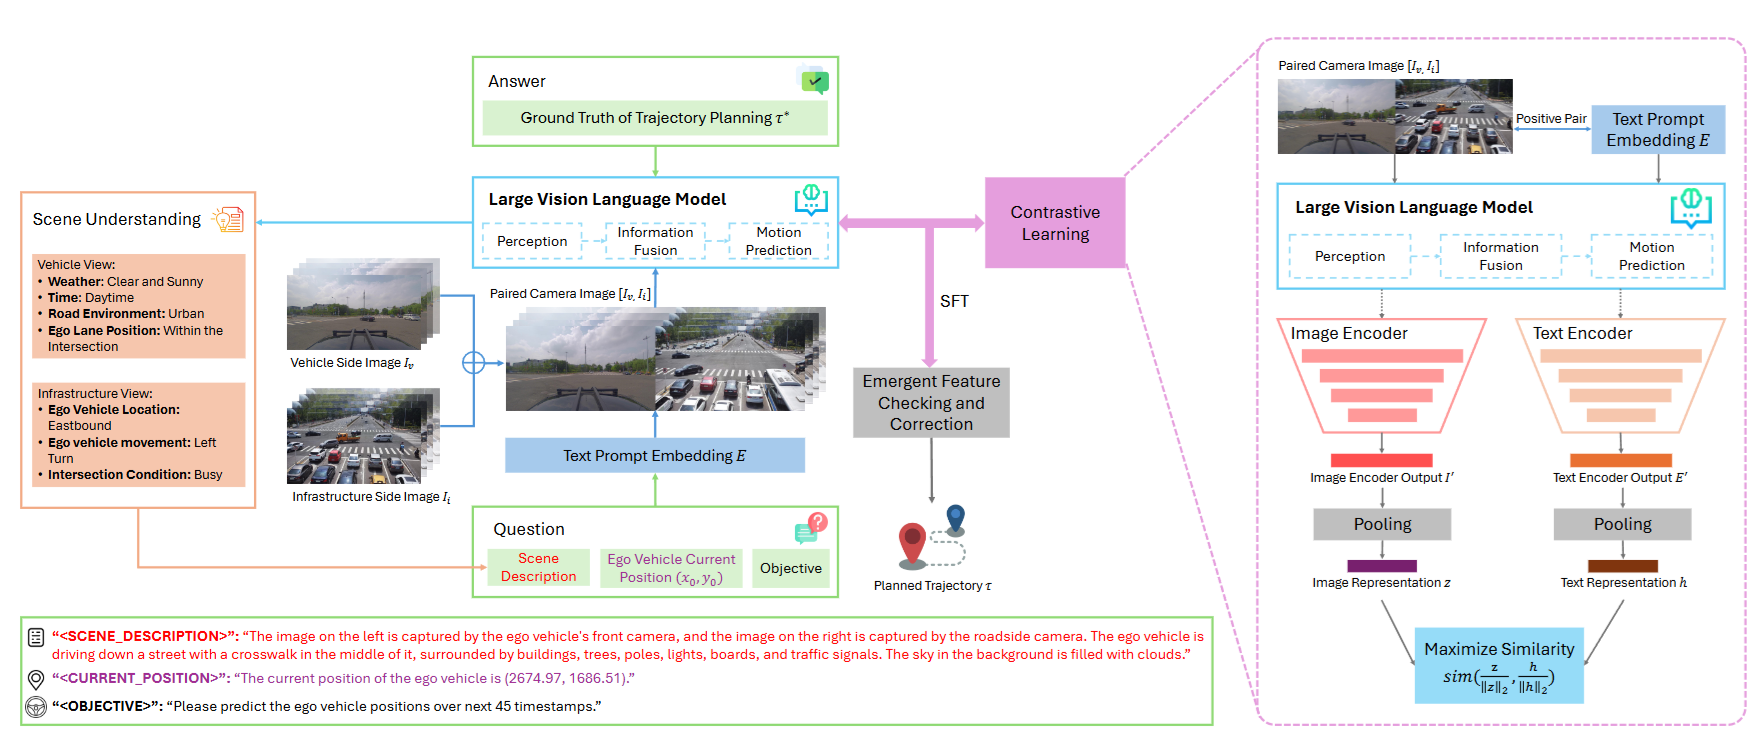 Answer
Ground Truth of Trajectory Planning τ*
Large Vision Language Model
Perception
Information
Fusion
Motion
Prediction
Scene Understanding
Vehicle View:
• Weather: Clear and Sunny
• Time: Daytime
• Road Environment: Urban
• Ego Lane Position: Within the
Intersection
Infrastructure View:
• Ego Vehicle Location:
Eastbound
• Ego vehicle movement: Left
Turn
• Intersection Condition: Busy
Vehicle Side Image I_v
Infrastructure Side Image I_i
Paired Camera Image [I_v, I_i]
Text Prompt Embedding E
Question
Scene
Description
Ego Vehicle Current
Position (x_0, y_0)
Objective
Contrastive
Learning
SFT
Emergent Feature
Checking and
Correction
Planned Trajectory τ
"<SCENE_DESCRIPTION>": "The image on the left is captured by the ego vehicle's front camera, and the image on the right is captured by the roadside camera. The ego vehicle is
driving down a street with a crosswalk in the middle of it, surrounded by buildings, trees, poles, lights, boards, and traffic signals. The sky in the background is filled with clouds."
"<CURRENT_POSITION>": "The current position of the ego vehicle is (2674.97, 1686.51)."
"<OBJECTIVE>": "Please predict the ego vehicle positions over next 45 timestamps."
Paired Camera Image [I_v, I_i]
Positive Pair
Text Prompt
Embedding E
Large Vision Language Model
Perception
Information
Fusion
Motion
Prediction
Image Encoder
Text Encoder
Image Encoder Output I′
Text Encoder Output E′
Pooling
Pooling
Image Representation z
Text Representation h
Maximize Similarity
sim(z/‖z‖_2, h/‖h‖_2)